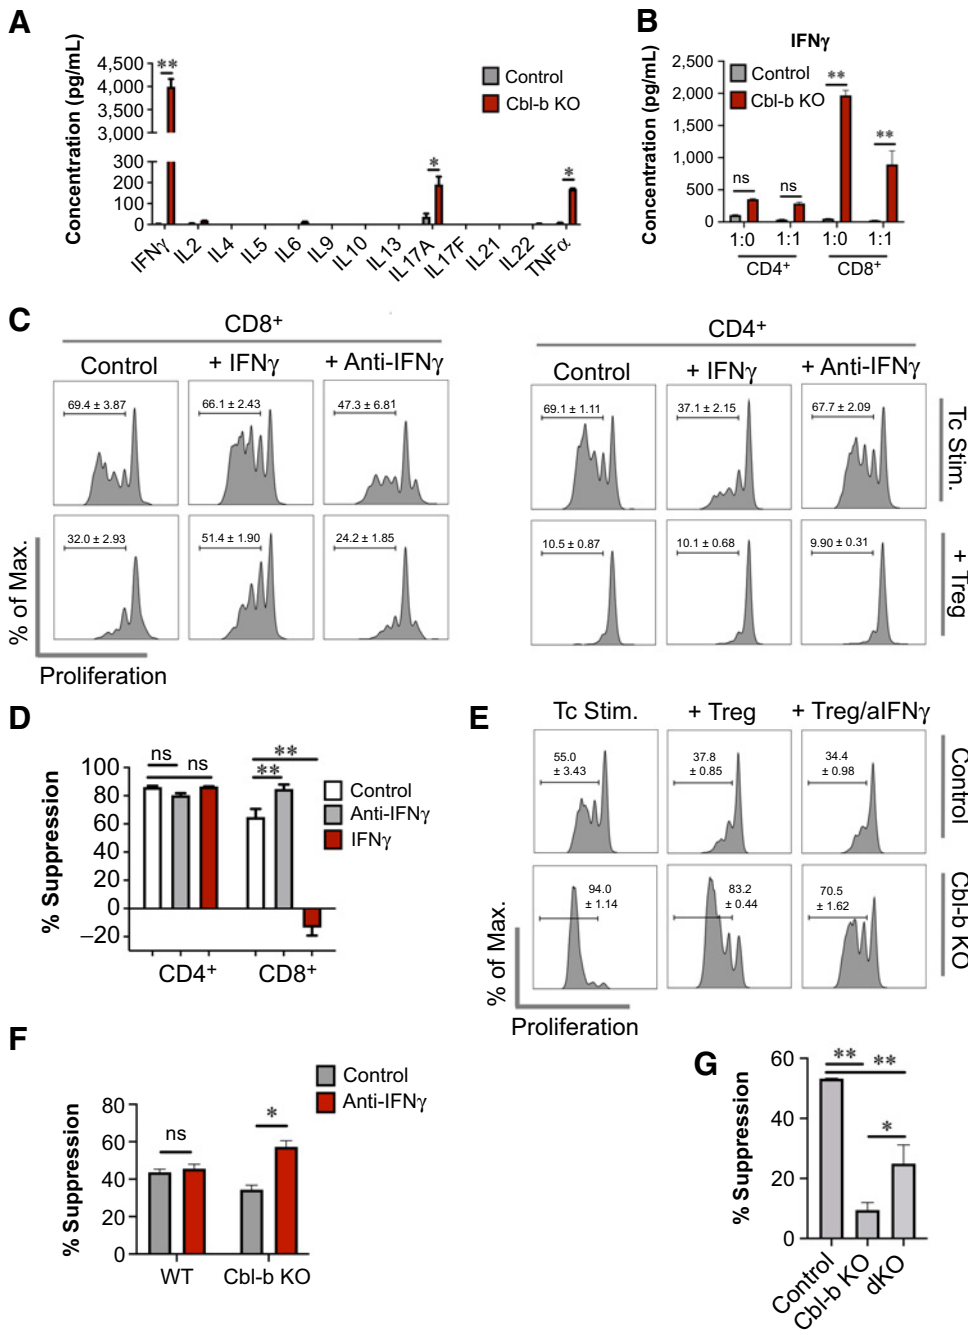 A
Concentration (pg/mL)
4,500
4,000
3,500
3,000
300
200
100
0
**
*
*
Control
Cbl-b KO
IFNγ
IL2
IL4
IL5
IL6
IL9
IL10
IL13
IL17A
IL17F
IL21
IL22
TNFα
B
IFNγ
Concentration (pg/mL)
2,500
2,000
1,500
1,000
500
0
Control
Cbl-b KO
ns
ns
**
**
1:0 1:1 1:0 1:1
CD4+ CD8+
C
CD8+
Control + IFNγ + Anti-IFNγ
69.4 ± 3.87 66.1 ± 2.43 47.3 ± 6.81
32.0 ± 2.93 51.4 ± 1.90 24.2 ± 1.85
% of Max.
Proliferation
CD4+
Control + IFNγ + Anti-IFNγ
69.1 ± 1.11 37.1 ± 2.15 67.7 ± 2.09
Tc Stim.
10.5 ± 0.87 10.1 ± 0.68 9.90 ± 0.31
+ Treg
D
% Suppression
100
80
60
40
20
0
−20
ns
ns
**
**
Control
Anti-IFNγ
IFNγ
CD4+ CD8+
E
Tc Stim. + Treg + Treg/aIFNγ
55.0
± 3.43
37.8
± 0.85
34.4
± 0.98
Control
94.0
± 1.14
83.2
± 0.44
70.5
± 1.62
Cbl-b KO
% of Max.
Proliferation
F
% Suppression
80
60
40
20
0
ns
*
Control
Anti-IFNγ
WT Cbl-b KO
G
% Suppression
60
40
20
0
** **
*
Control
Cbl-b KO
dKO